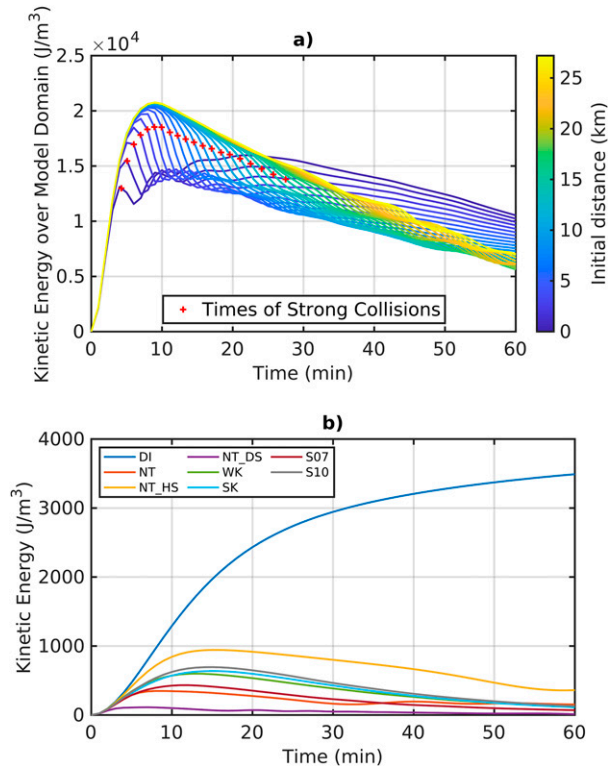 a)
×10⁴
Kinetic Energy over Model Domain (J/m³)
2.5
2.0
1.5
1.0
0.5
0
0 10 20 30 40 50 60
Time (min)
+ Times of Strong Collisions
25
20
15
10
5
0
Initial distance (km)
b)
Kinetic Energy (J/m³)
4000
3000
2000
1000
0
DI NT_DS S07
NT WK S10
NT_HS SK
0 10 20 30 40 50 60
Time (min)